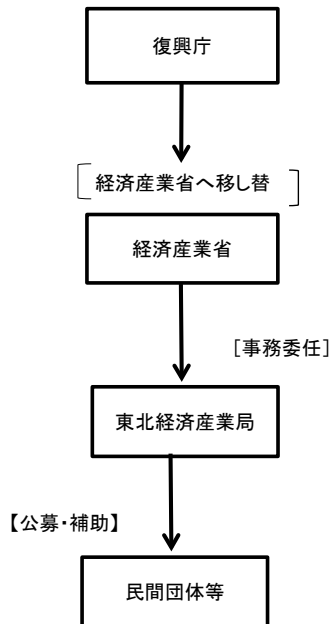 復興庁
経済産業省へ移し替
経済産業省
[事務委任]
東北経済産業局
【公募・補助】
民間団体等